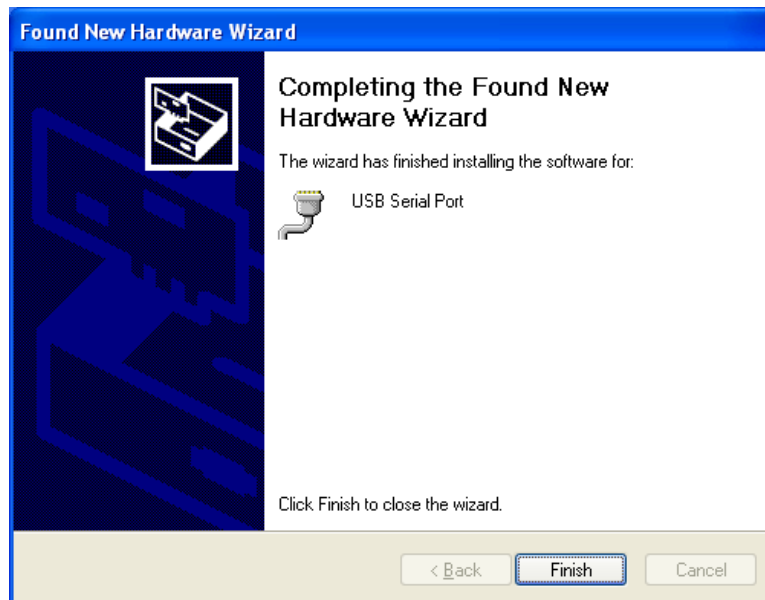 Found New Hardware Wizard
Completing the Found New
Hardware Wizard
The wizard has finished installing the software for:
USB Serial Port
Click Finish to close the wizard.
< Back
Finish
Cancel